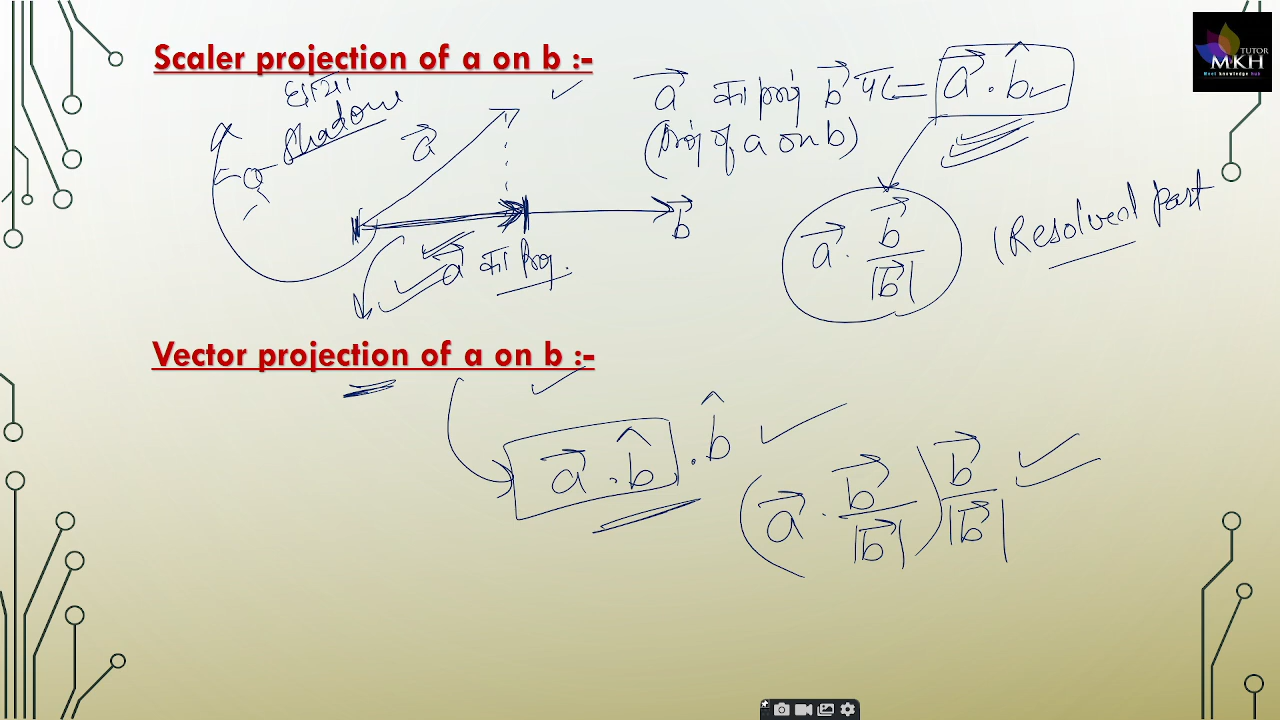 TUTOR
MKH
Meet knowledge hub
Scaler projection of a on b :-
छाया
Shadow
a⃗
b⃗
a⃗ का proj.
a⃗ का proj b⃗ पर = a⃗ . b̂
(proj of a on b)
a⃗ . b⃗/|b⃗|
(Resolved part
Vector projection of a on b :-
a⃗ . b̂ . b̂
(a⃗ . b⃗/|b⃗|) b⃗/|b⃗|